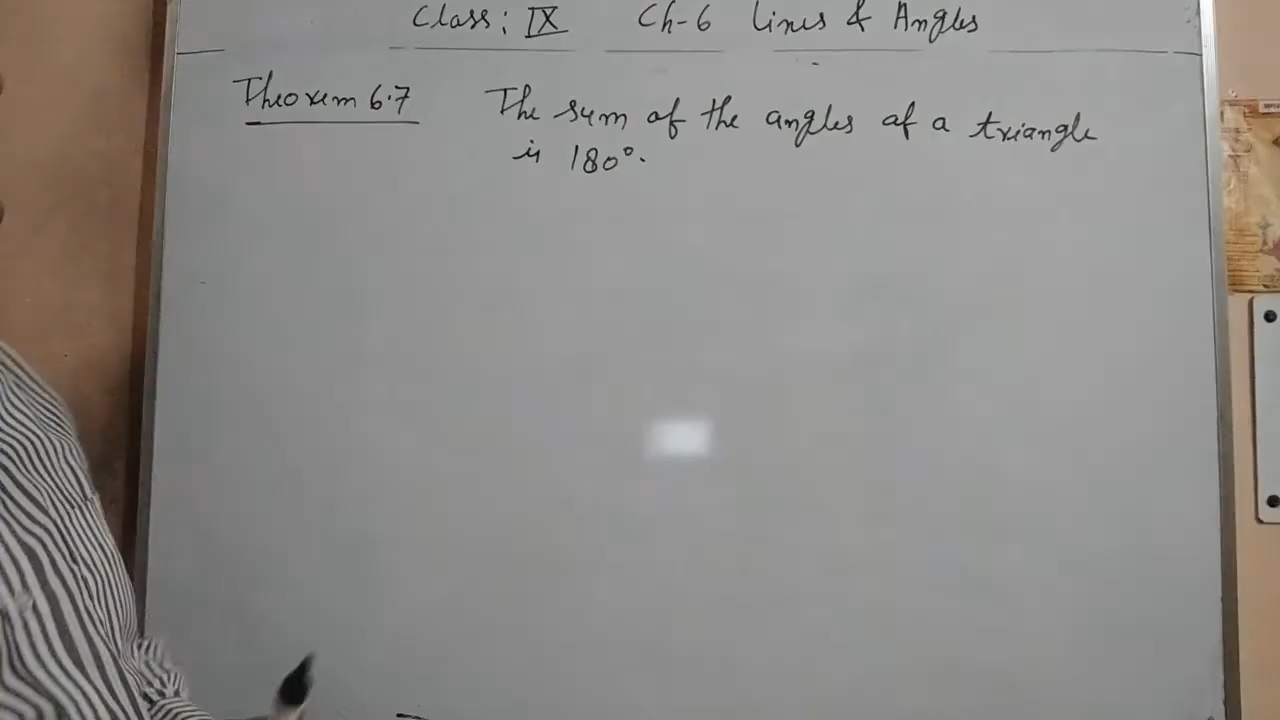 Class: IX Ch-6 Lines & Angles
Theorem 6.7 The sum of the angles of a triangle
is 180°.